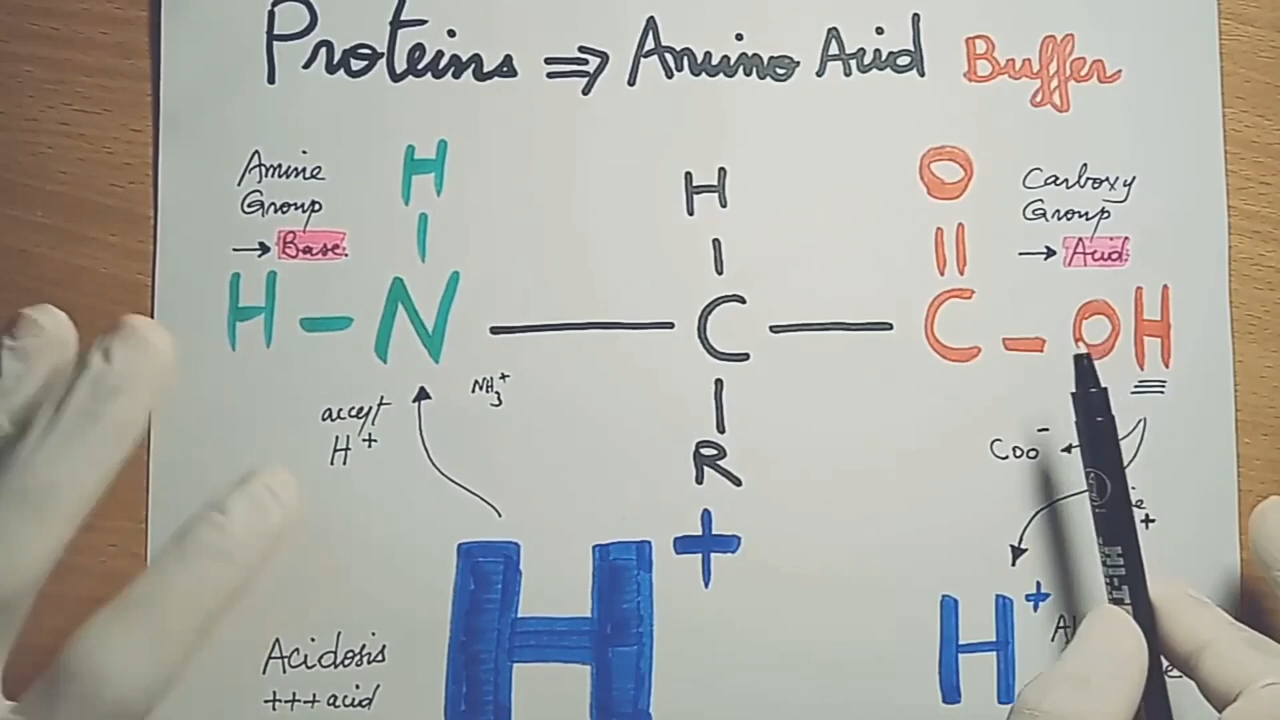 Proteins ⇒ Amino Acid Buffer
Amine
Group
→ Base
H
H – N
H
C
R
O
C – OH
Carboxy
Group
→ Acid
accept
H+
NH3+
COO-
H+
H+
Acidosis
+++ acid